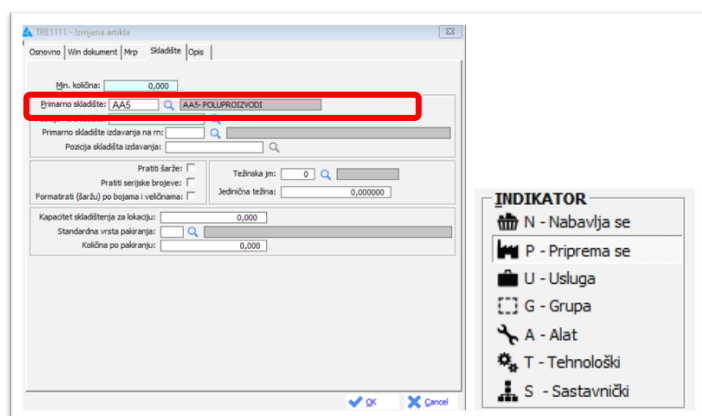 TRE1111 - Izmjena artikla
Osnovno Win dokument Mrp Skladište Opis
Min. količna: 0,000
Primarno skladište: AA5 AA5- POLUPROIZVODI
Primarno skladište izdavanja na rn:
Pozicija skladišta izdavanja:
Pratiti šarže:
Pratiti serijske brojeve:
Formatirati (šaržu) po bojama i veličinama:
Težinska jm: 0
Jedinična težina: 0,000000
Kapacitet skladištenja za lokaciju: 0,000
Standardna vrsta pakiranja:
Količina po pakiranju: 0,000
OK Cancel
INDIKATOR
N - Nabavlja se
P - Priprema se
U - Usluga
G - Grupa
A - Alat
T - Tehnološki
S - Sastavnički